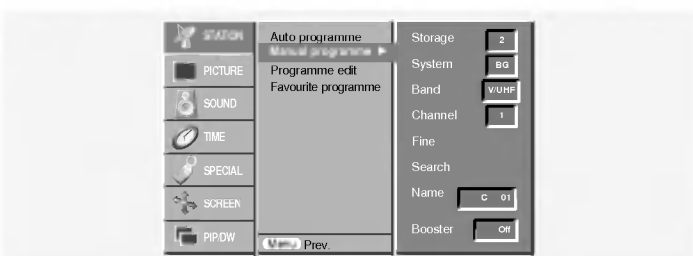 STATION
PICTURE
SOUND
TIME
SPECIAL
SCREEN
PIP/DW
Auto programme
Manual programme
Programme edit
Favourite programme
Menu Prev.
Storage 2
System BG
Band V/UHF
Channel 1
Fine
Search
Name C 01
Booster Off